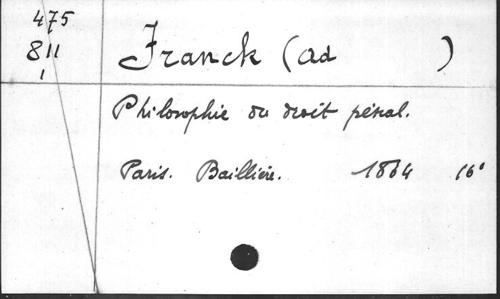 475
811
1
Franck (Ad )
Philosophie du droit pénal.
Paris. Baillière. 1864 16°